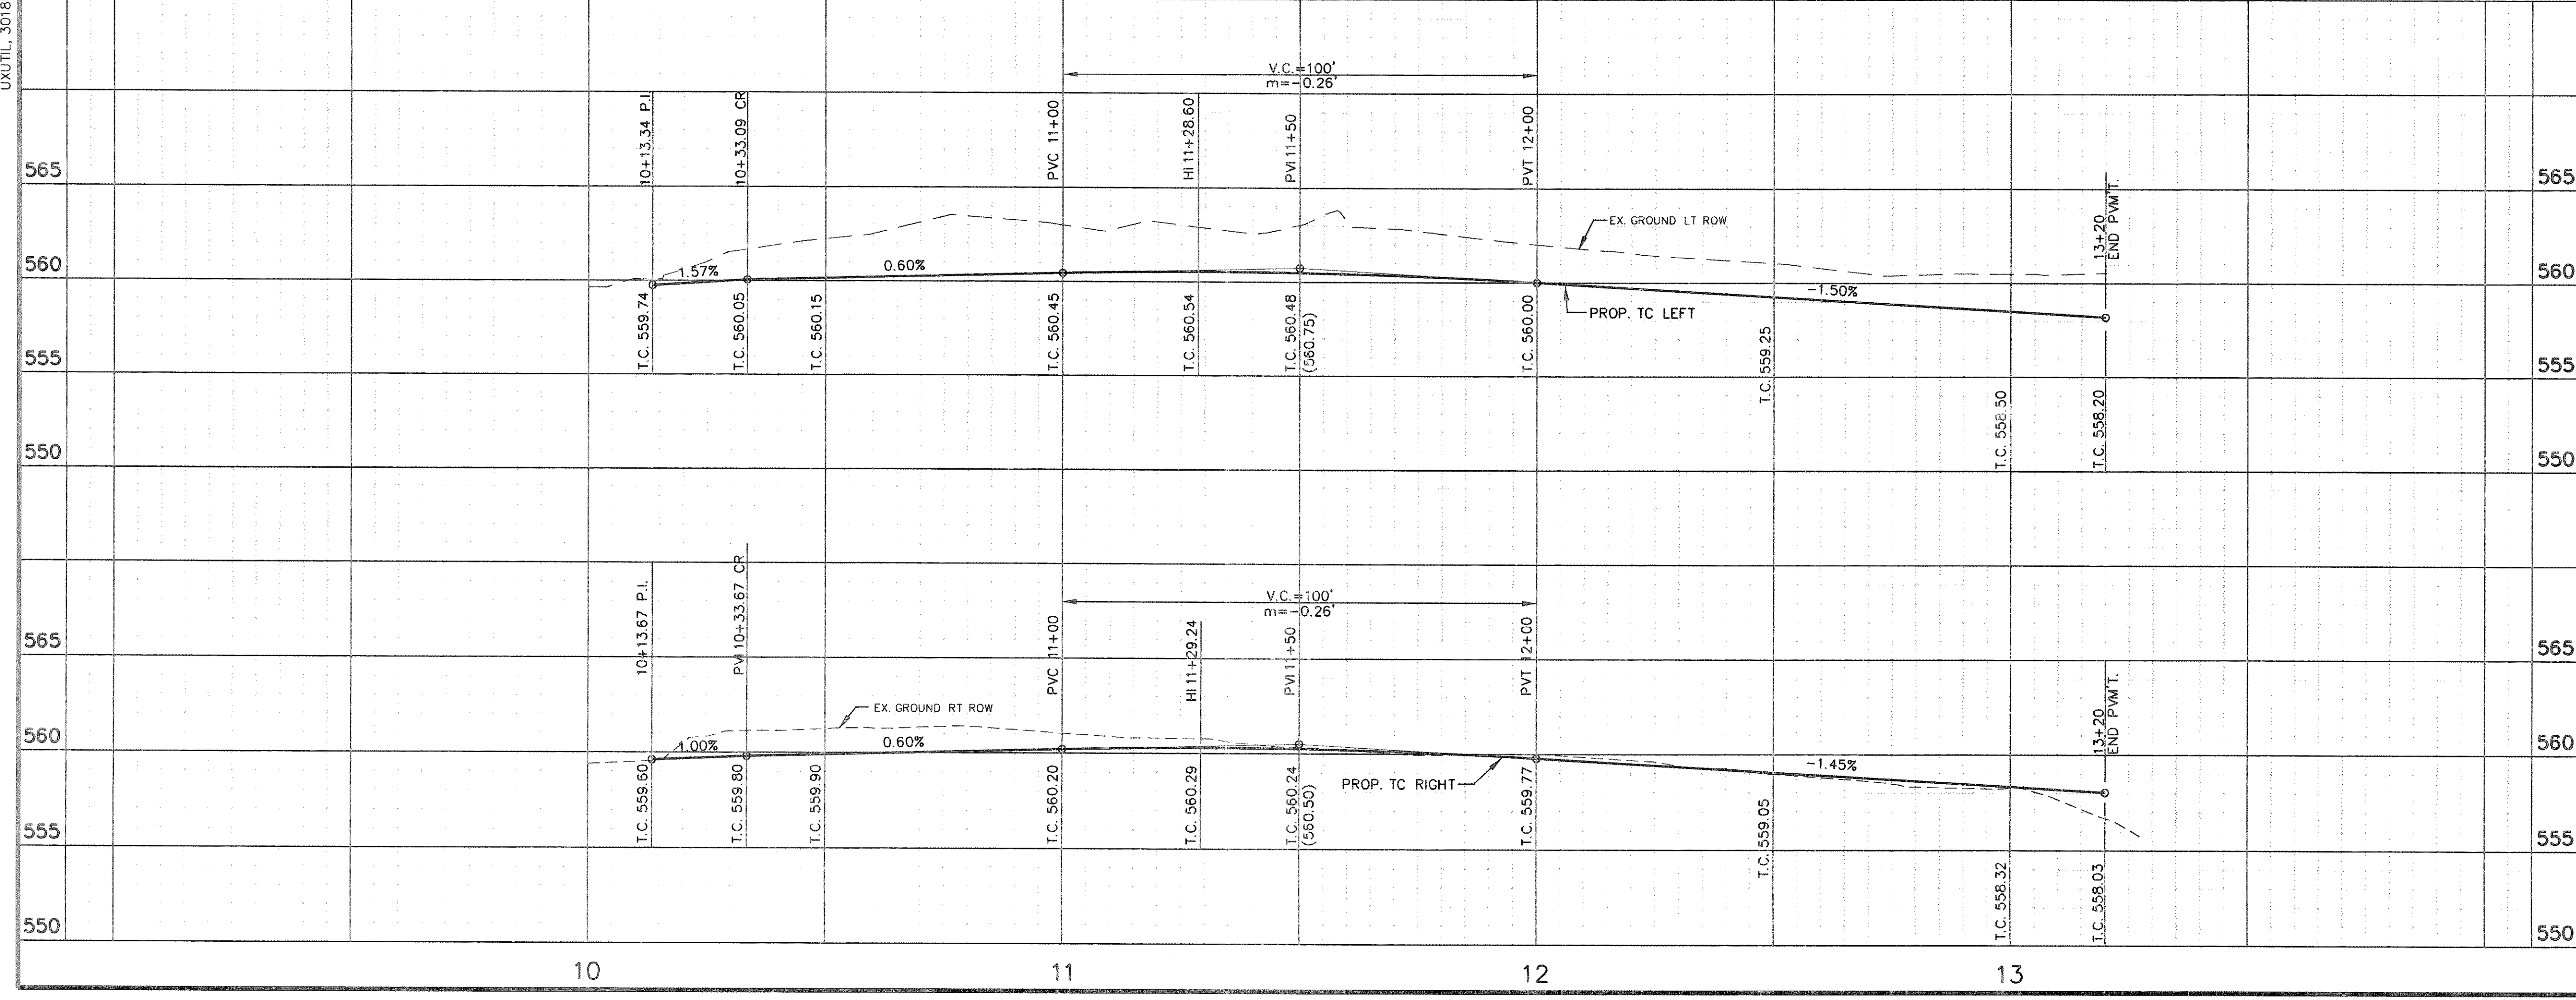 UXUTIL, 3018
V.C.=100'
m=-0.26'
10+13.34 P.I.
10+33.09 CR
PVC 11+00
HI 11+28.60
PVI 11+50
PVT 12+00
565
565
13+20
END PVM'T.
EX. GROUND LT ROW
560
1.57%
0.60%
560
-1.50%
PROP. TC LEFT
T.C. 559.74
T.C. 560.05
T.C. 560.15
T.C. 560.45
T.C. 560.54
T.C. 560.48
(560.75)
T.C. 560.00
T.C. 559.25
555
555
T.C. 558.50
T.C. 558.20
550
550
V.C.=100'
m=-0.26'
10+13.67 P.I.
PVI 10+33.67 CR
PVC 11+00
HI 11+29.24
PVI 11+50
PVT 12+00
565
565
13+20
END PVM'T.
EX. GROUND RT ROW
560
1.00%
0.60%
560
-1.45%
PROP. TC RIGHT
T.C. 559.60
T.C. 559.80
T.C. 559.90
T.C. 560.20
T.C. 560.29
T.C. 560.24
(560.50)
T.C. 559.77
T.C. 559.05
555
555
T.C. 558.32
T.C. 558.03
550
550
10 11 12 13